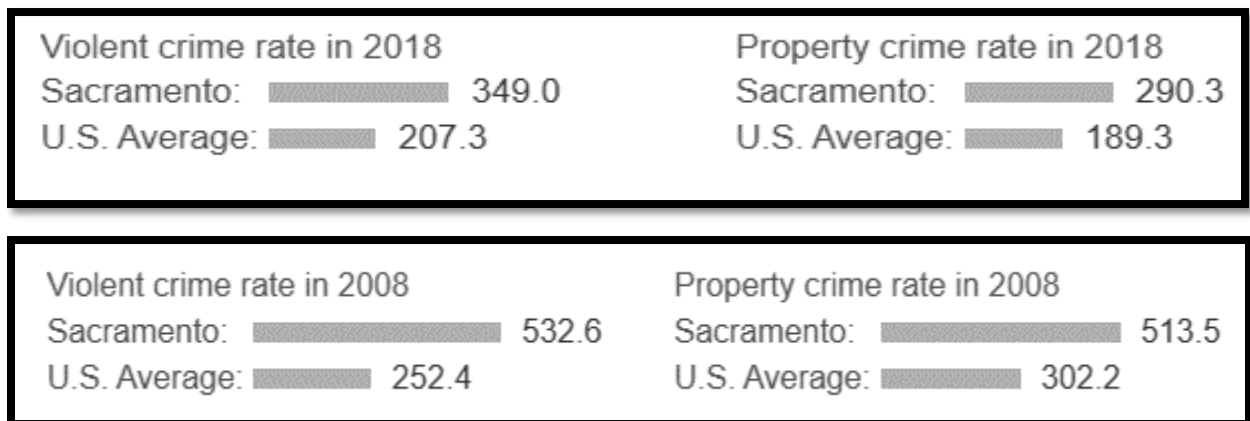 Violent crime rate in 2018
Sacramento: 349.0
U.S. Average: 207.3
Property crime rate in 2018
Sacramento: 290.3
U.S. Average: 189.3
Violent crime rate in 2008
Sacramento: 532.6
U.S. Average: 252.4
Property crime rate in 2008
Sacramento: 513.5
U.S. Average: 302.2